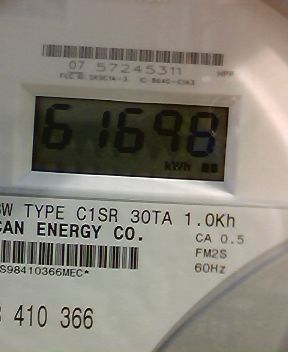 07 57245311
61698
kWh
W TYPE C1SR 30TA 1.0Kh
CAN ENERGY CO.
CA 0.5
FM2S
60Hz
S98410366MEC*
410 366